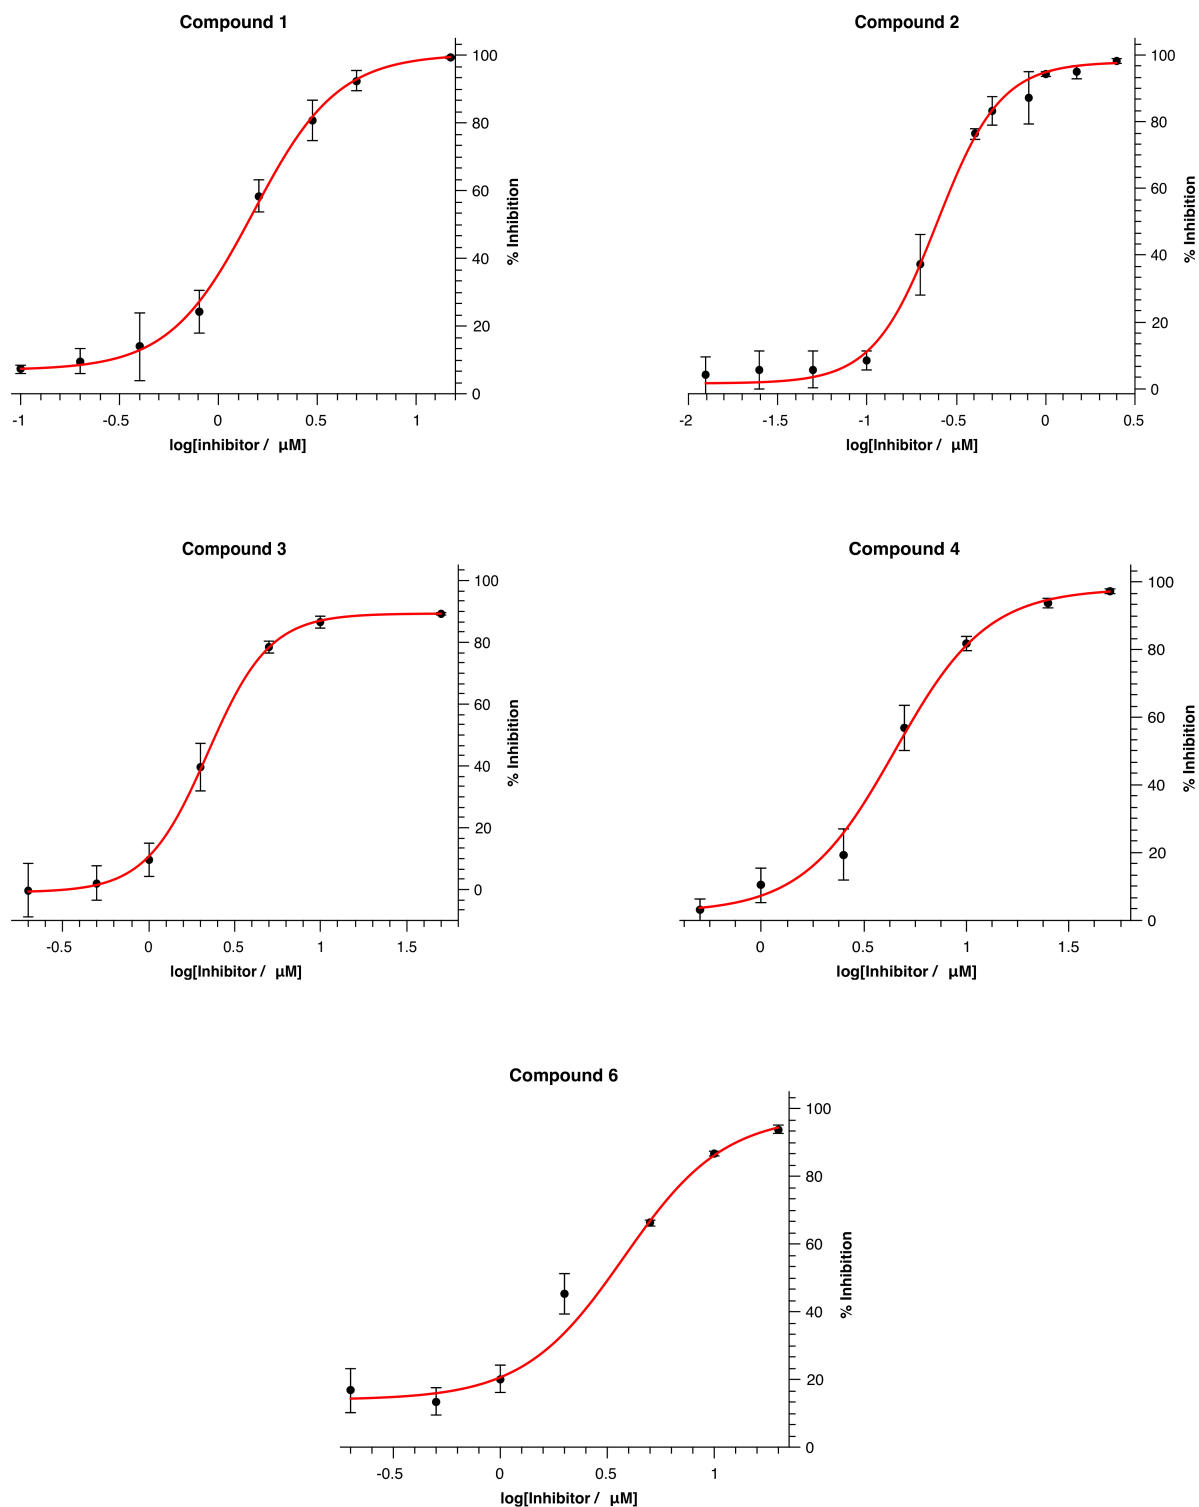 Compound 1
100
80
60
40
20
0
% Inhibition
-1 -0.5 0 0.5 1
log[inhibitor / μM]
Compound 2
100
80
60
40
20
0
% Inhibition
-2 -1.5 -1 -0.5 0 0.5
log[Inhibitor / μM]
Compound 3
100
80
60
40
20
0
% Inhibition
-0.5 0 0.5 1 1.5
log[Inhibitor / μM]
Compound 4
100
80
60
40
20
0
% Inhibition
0 0.5 1 1.5
log[Inhibitor / μM]
Compound 6
100
80
60
40
20
0
% Inhibition
-0.5 0 0.5 1
log[Inhibitor / μM]